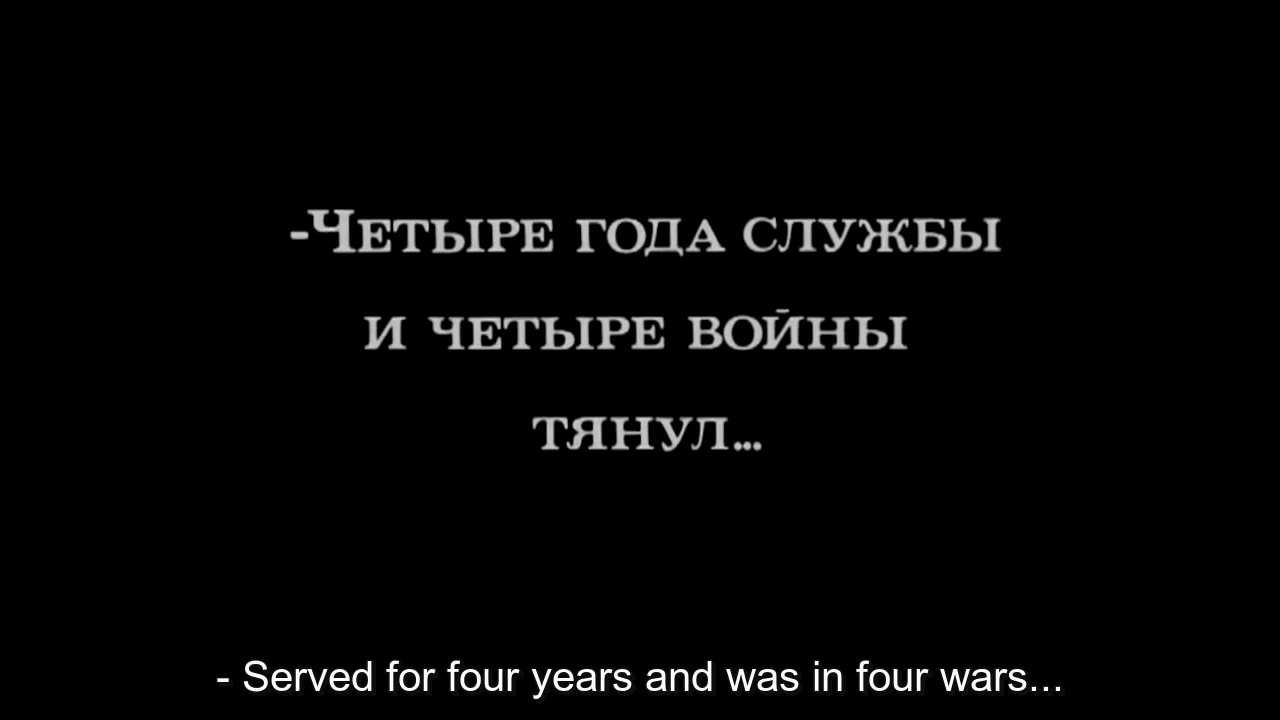 -Четыре года службы
и четыре войны
тянул...
- Served for four years and was in four wars...